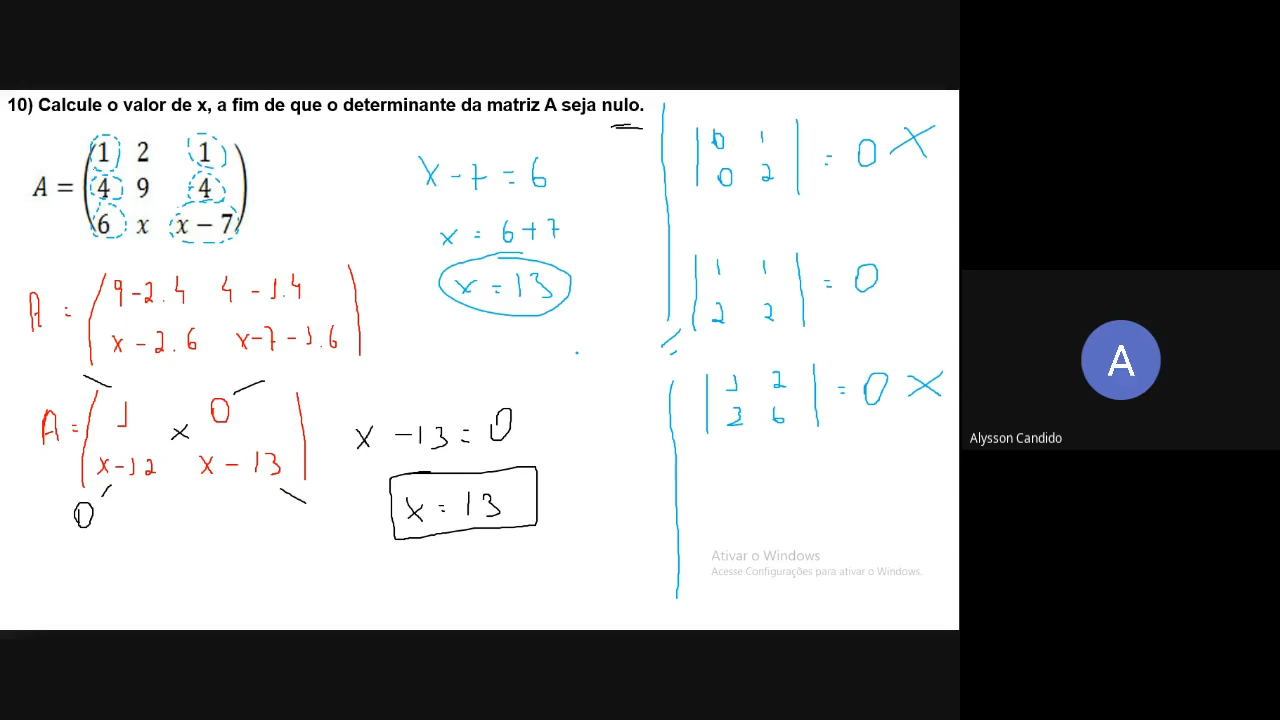 10) Calcule o valor de x, a fim de que o determinante da matriz A seja nulo.
A = ( 1 2 1
4 9 4
6 x x − 7 )
x - 7 = 6
x = 6 + 7
x = 13
A = | 9 - 2.4 4 - 1.4 |
| x - 2.6 x - 7 - 1.6 |
A = | 1 x 0 |
| x - 12 x - 13 |
0
x - 13 = 0
x = 13
| 0 1 |
| 0 2 | = 0 X
| 1 1 |
| 2 2 | = 0
| 1 2 |
| 3 6 | = 0 X
Ativar o Windows
Acesse Configurações para ativar o Windows.
A
Alysson Candido